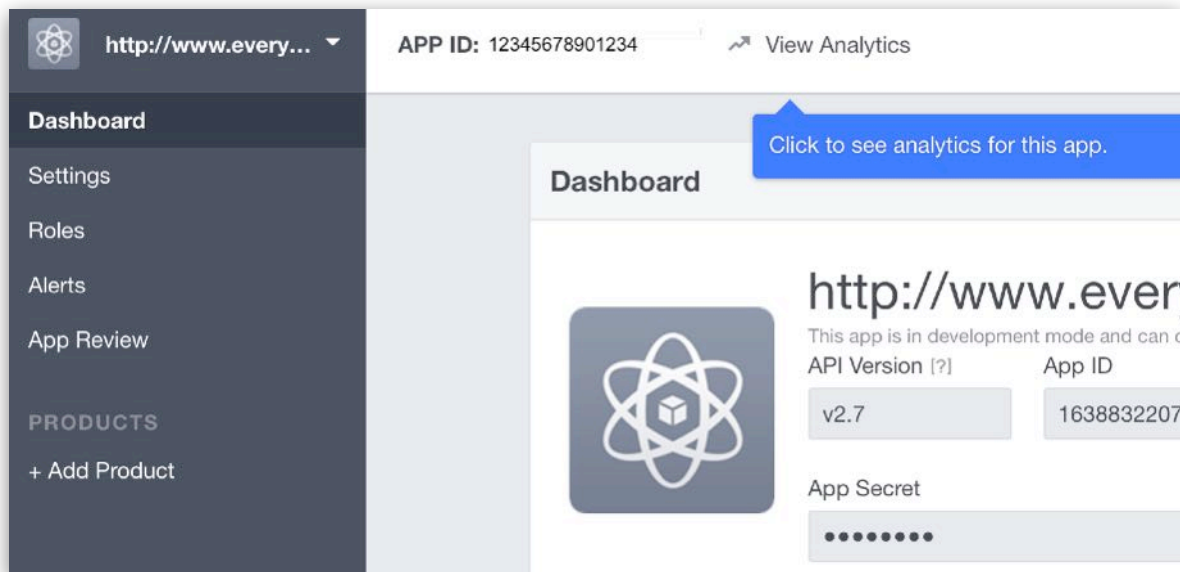 http://www.every...
APP ID: 12345678901234
View Analytics
Dashboard
Settings
Roles
Alerts
App Review
PRODUCTS
+ Add Product
Click to see analytics for this app.
Dashboard
http://www.every
This app is in development mode and can
API Version [?]
App ID
v2.7
1638832207
App Secret
••••••••